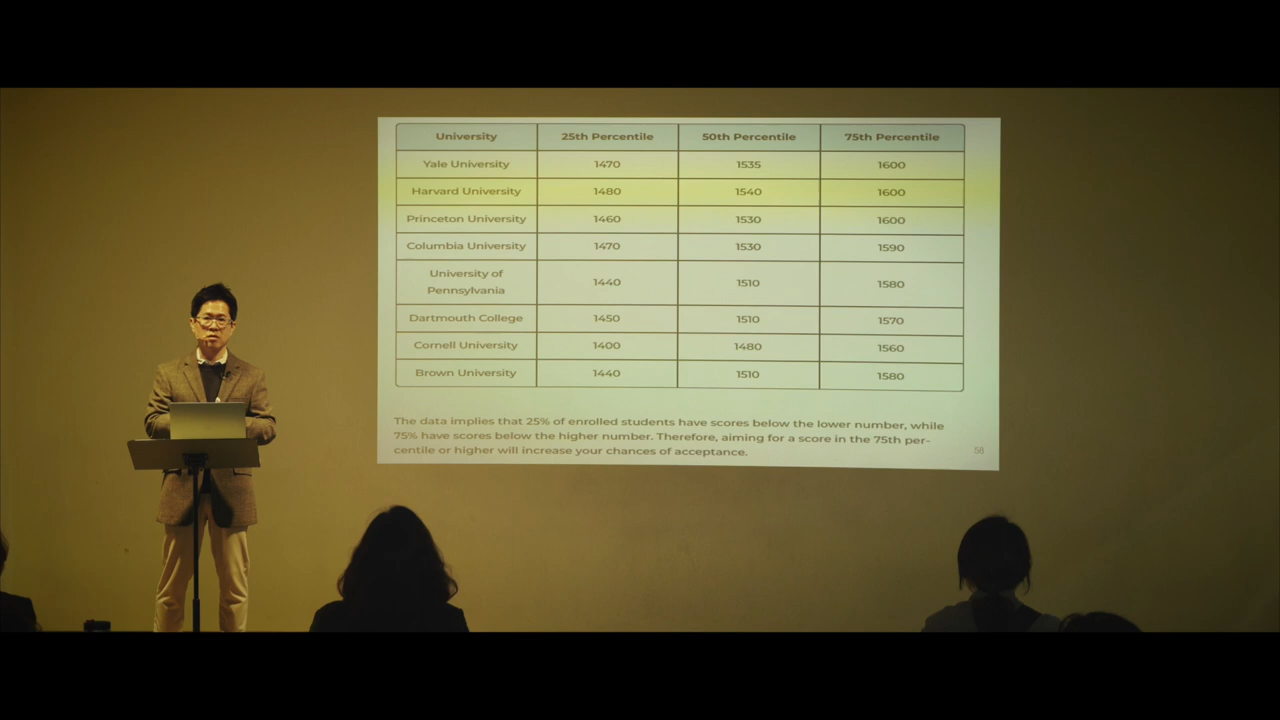 University 25th Percentile 50th Percentile 75th Percentile
Yale University 1470 1535 1600
Harvard University 1480 1540 1600
Princeton University 1460 1530 1600
Columbia University 1470 1530 1590
University of
Pennsylvania 1440 1510 1580
Dartmouth College 1450 1510 1570
Cornell University 1400 1480 1560
Brown University 1440 1510 1580
The data implies that 25% of enrolled students have scores below the lower number, while
75% have scores below the higher number. Therefore, aiming for a score in the 75th per-
centile or higher will increase your chances of acceptance.
58